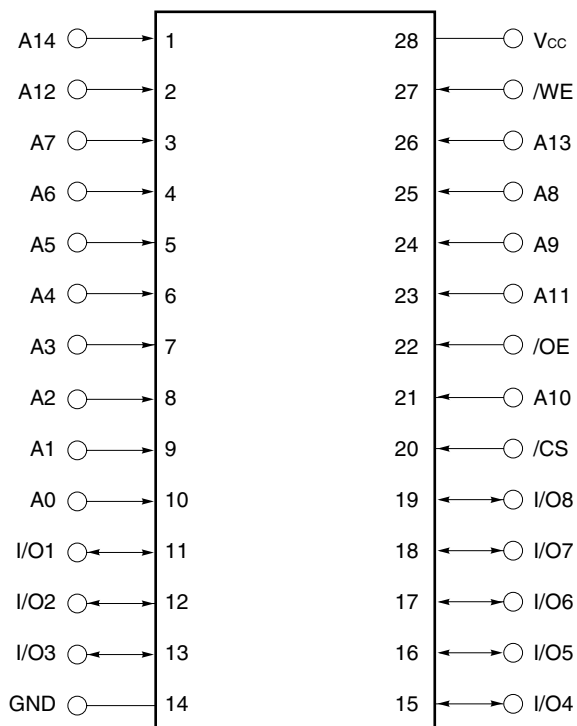 A14 1 28 Vcc
A12 2 27 /WE
A7 3 26 A13
A6 4 25 A8
A5 5 24 A9
A4 6 23 A11
A3 7 22 /OE
A2 8 21 A10
A1 9 20 /CS
A0 10 19 I/O8
I/O1 11 18 I/O7
I/O2 12 17 I/O6
I/O3 13 16 I/O5
GND 14 15 I/O4